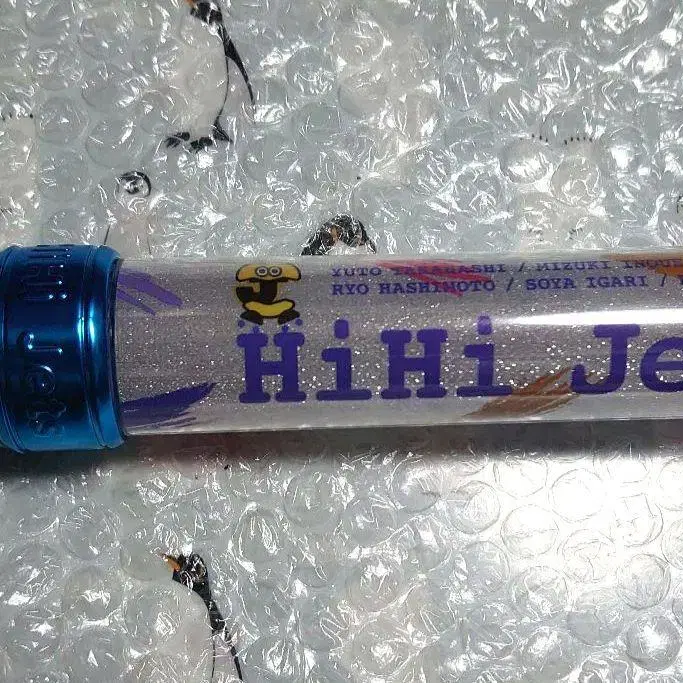 HiHi Jets
YUTO TAKAHASHI / MIZUKI INOUE
RYO HASHIMOTO / SOYA IGARI /
HiHi Je